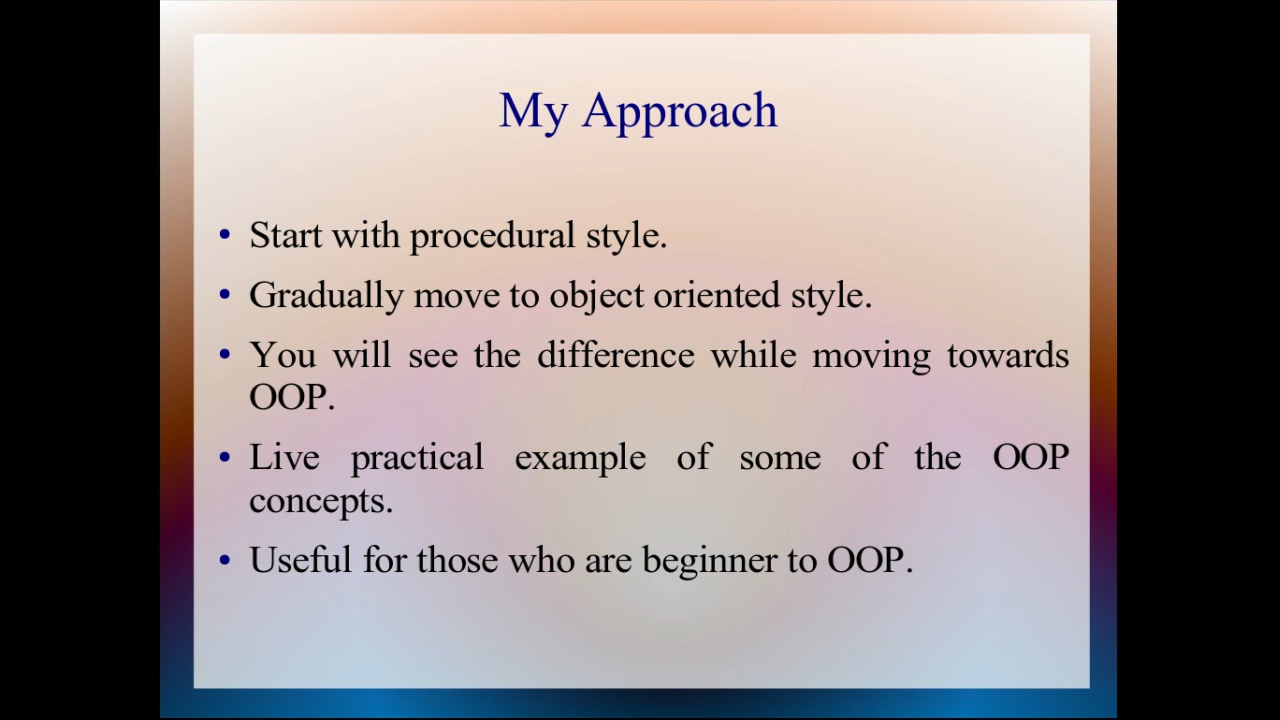 My Approach
• Start with procedural style.
• Gradually move to object oriented style.
• You will see the difference while moving towards
OOP.
• Live practical example of some of the OOP
concepts.
• Useful for those who are beginner to OOP.